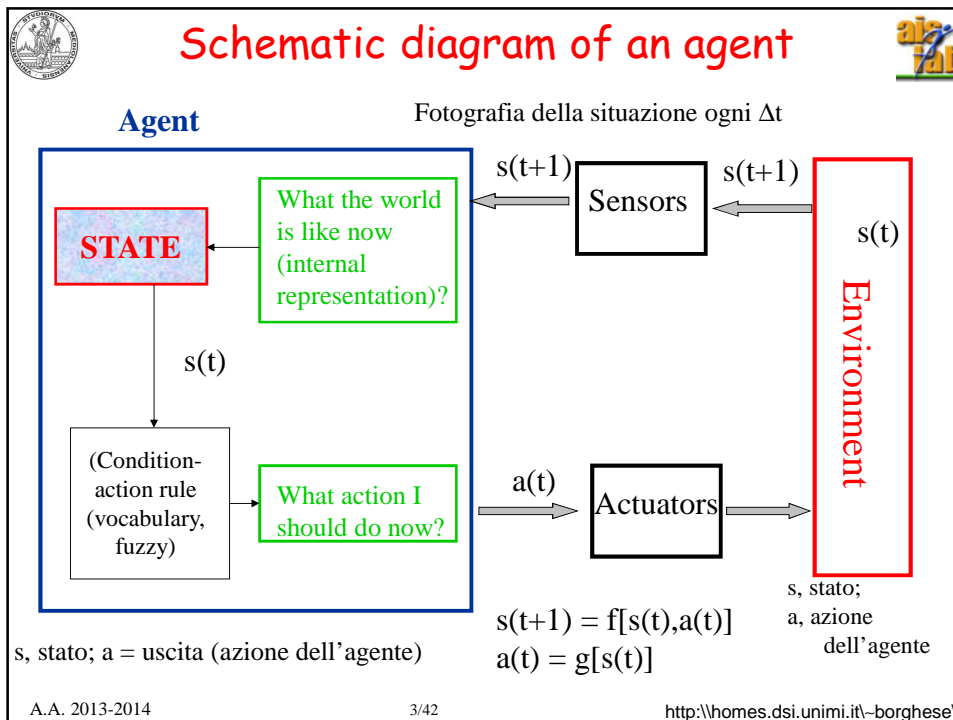 Schematic diagram of an agent
Agent
Fotografia della situazione ogni Δt
s(t+1)
s(t+1)
What the world
is like now
(internal
representation)?
Sensors
STATE
s(t)
Environment
s(t)
(Condition-
action rule
(vocabulary,
fuzzy)
What action I
should do now?
a(t)
Actuators
s, stato;
a, azione
dell'agente
s(t+1) = f[s(t),a(t)]
a(t) = g[s(t)]
s, stato; a = uscita (azione dell'agente)
A.A. 2013-2014
3/42
http:\\homes.dsi.unimi.it\~borghese\